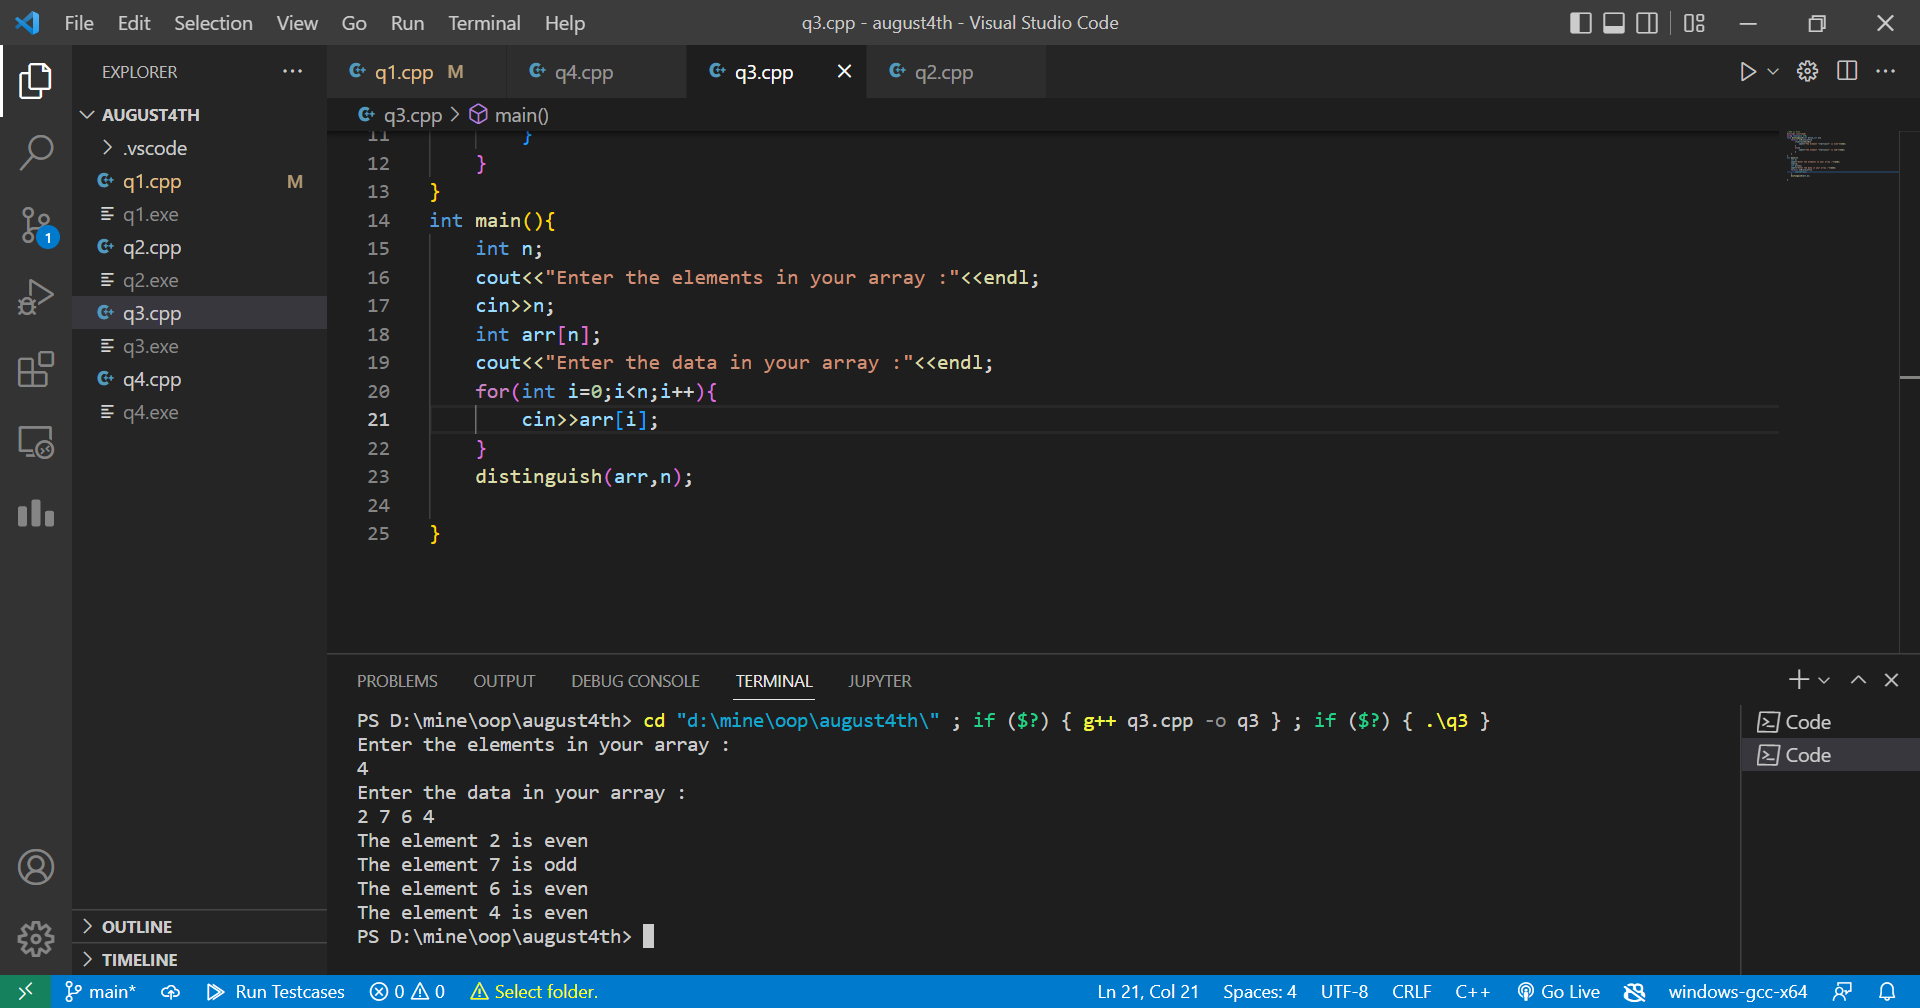 File Edit Selection View Go Run Terminal Help
q3.cpp - august4th - Visual Studio Code
EXPLORER
AUGUST4TH
.vscode
q1.cpp M
q1.exe
q2.cpp
q2.exe
q3.cpp
q3.exe
q4.cpp
q4.exe
OUTLINE
TIMELINE
1
q1.cpp M
q4.cpp
q3.cpp
q2.cpp
q3.cpp > main()
11 }
12 }
13 }
14 int main(){
15 int n;
16 cout<<"Enter the elements in your array :"<<endl;
17 cin>>n;
18 int arr[n];
19 cout<<"Enter the data in your array :"<<endl;
20 for(int i=0;i<n;i++){
21 cin>>arr[i];
22 }
23 distinguish(arr,n);
24
25 }
PROBLEMS OUTPUT DEBUG CONSOLE TERMINAL JUPYTER
PS D:\mine\oop\august4th> cd "d:\mine\oop\august4th\" ; if ($?) { g++ q3.cpp -o q3 } ; if ($?) { .\q3 }
Enter the elements in your array :
4
Enter the data in your array :
2 7 6 4
The element 2 is even
The element 7 is odd
The element 6 is even
The element 4 is even
PS D:\mine\oop\august4th>
Code
Code
main* Run Testcases 0 0 Select folder. Ln 21, Col 21 Spaces: 4 UTF-8 CRLF C++ Go Live windows-gcc-x64